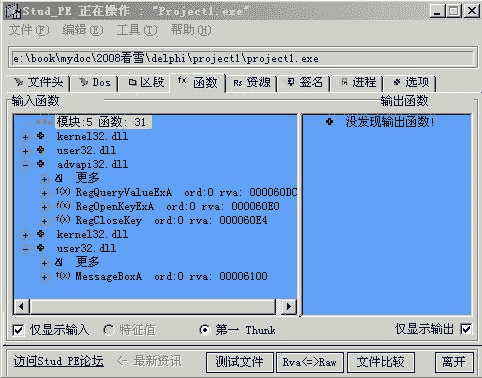 Stud_PE 正在操作 : "Project1.exe"
文件(F) 编辑(E) 工具(T) 帮助(H)
e:\book\mydoc\2008看雪\delphi\project1\project1.exe
文件头 Dos 区段 f× 函数 Rs 资源 签名 进程 选项
输入函数 输出函数
模块:5 函数: 31
没发现输出函数!
kernel32.dll
user32.dll
advapi32.dll
& 更多
f(x) RegQueryValueExA ord:0 rva: 000060DC
f(x) RegOpenKeyExA ord:0 rva: 000060E0
f(x) RegCloseKey ord:0 rva: 000060E4
kernel32.dll
user32.dll
& 更多
f(x) MessageBoxA ord:0 rva: 00006100
仅显示输入 特征值 第一 Thunk 仅显示输出
访问Stud PE论坛 <- 最新资讯 测试文件 Rva<=>Raw 文件比较 离开